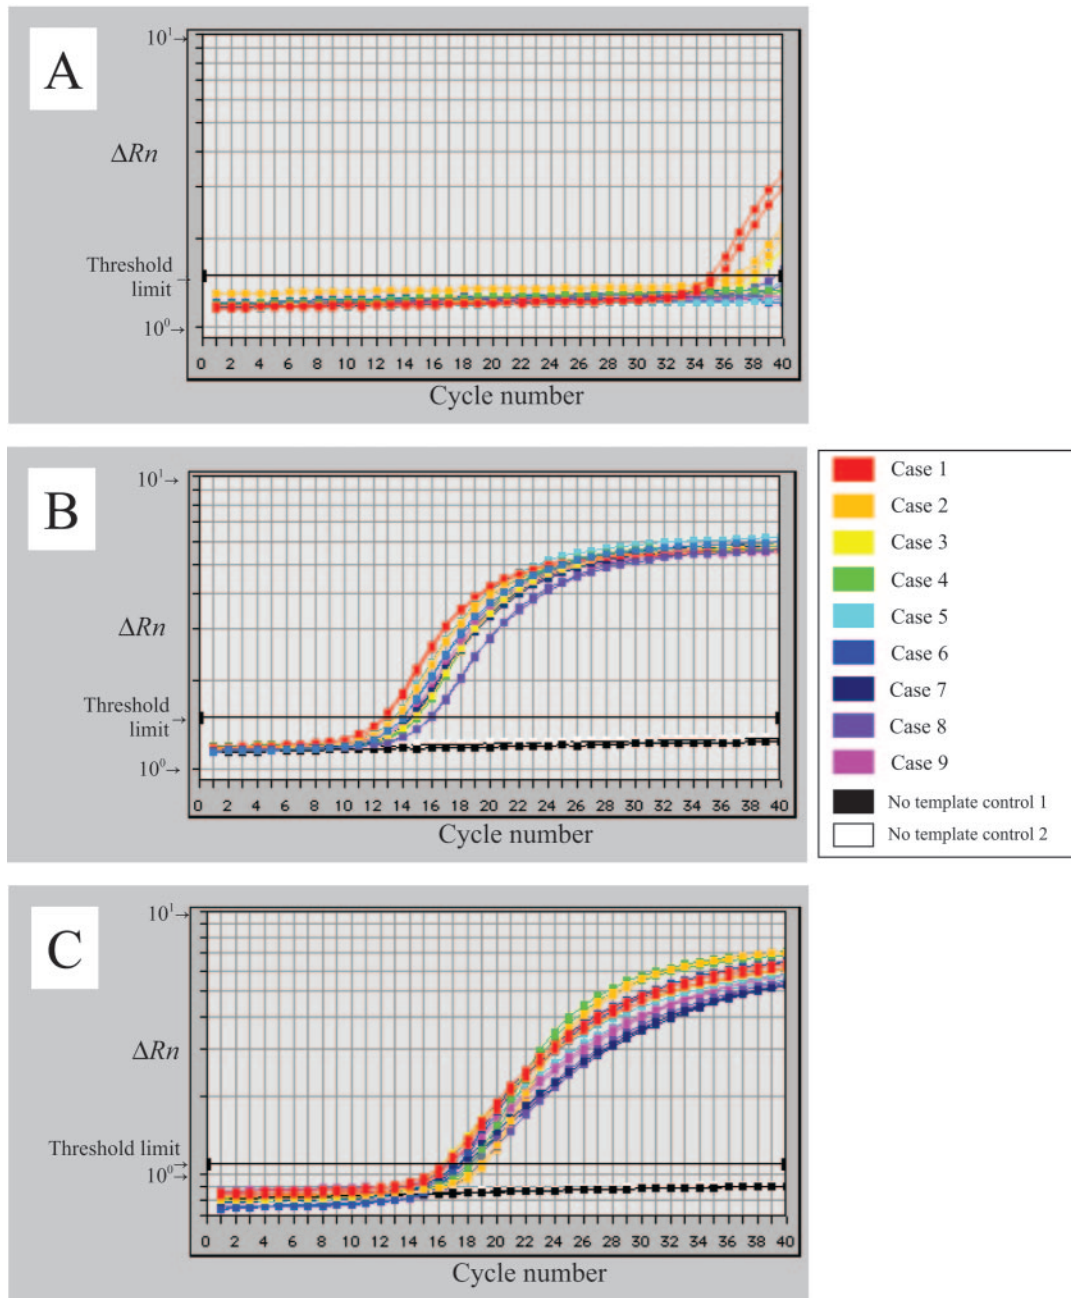 A
10¹→
ΔRn
Threshold
limit →
10⁰→
0 2 4 6 8 10 12 14 16 18 20 22 24 26 28 30 32 34 36 38 40
Cycle number
B
10¹→
ΔRn
Threshold
limit →
10⁰→
0 2 4 6 8 10 12 14 16 18 20 22 24 26 28 30 32 34 36 38 40
Cycle number
Case 1
Case 2
Case 3
Case 4
Case 5
Case 6
Case 7
Case 8
Case 9
No template control 1
No template control 2
C
10¹→
ΔRn
Threshold limit →
10⁰→
0 2 4 6 8 10 12 14 16 18 20 22 24 26 28 30 32 34 36 38 40
Cycle number